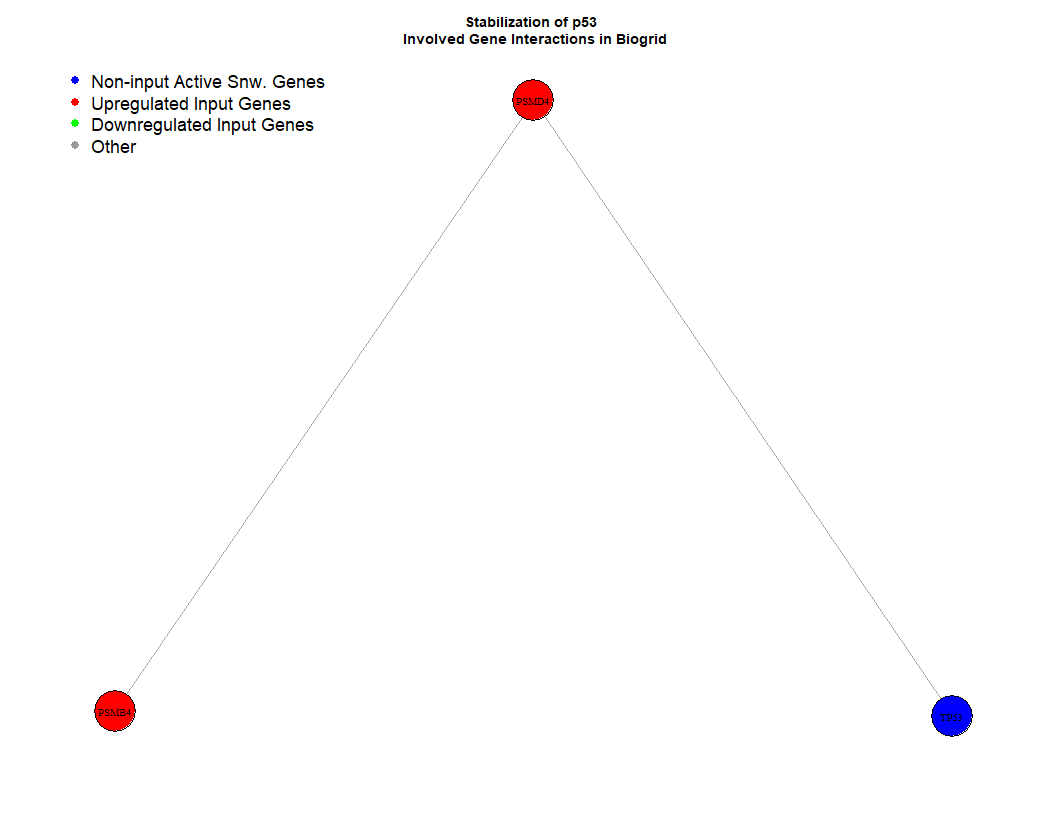 Stabilization of p53
Involved Gene Interactions in Biogrid
Non-input Active Snw. Genes
Upregulated Input Genes
Downregulated Input Genes
Other
PSMD4
PSMB4
TP53